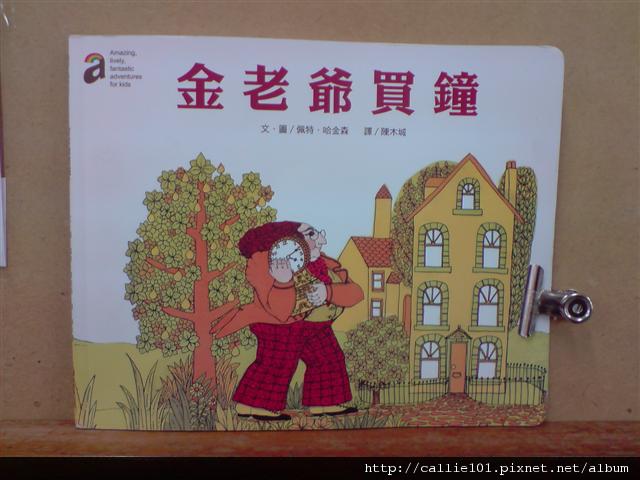 Amazing,
lively,
fantastic
adventures
for kids
a
金老爺買鐘
文·圖/佩特·哈金森 譯/陳木城
http://callie101.pixnet.net/album